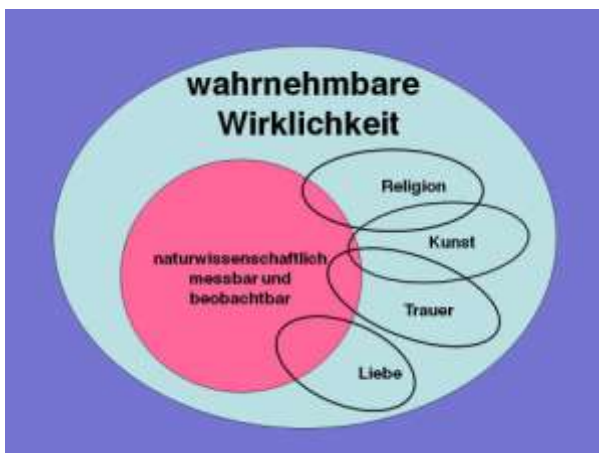 wahrnehmbare
Wirklichkeit
Religion
Kunst
naturwissenschaftlich
messbar und
beobachtbar
Trauer
Liebe